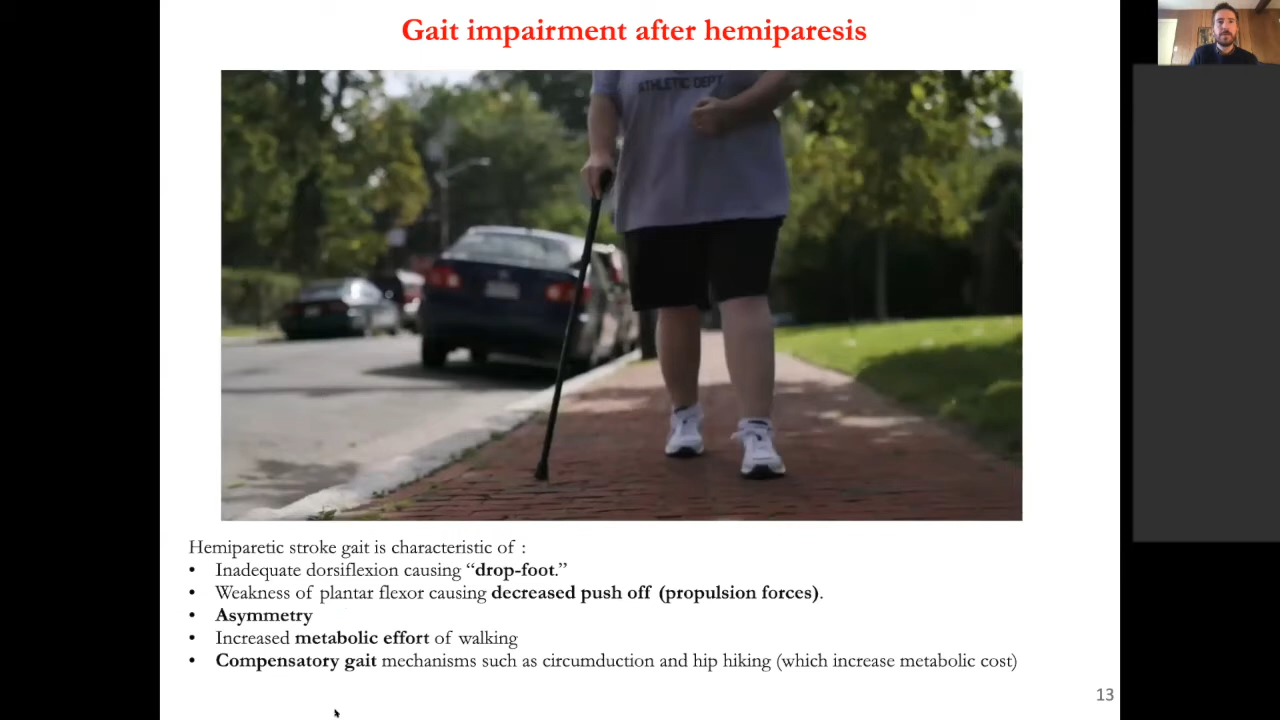 Gait impairment after hemiparesis
ATHLETIC DEPT
Hemiparetic stroke gait is characteristic of :
• Inadequate dorsiflexion causing “drop-foot.”
• Weakness of plantar flexor causing decreased push off (propulsion forces).
• Asymmetry
• Increased metabolic effort of walking
• Compensatory gait mechanisms such as circumduction and hip hiking (which increase metabolic cost)
13